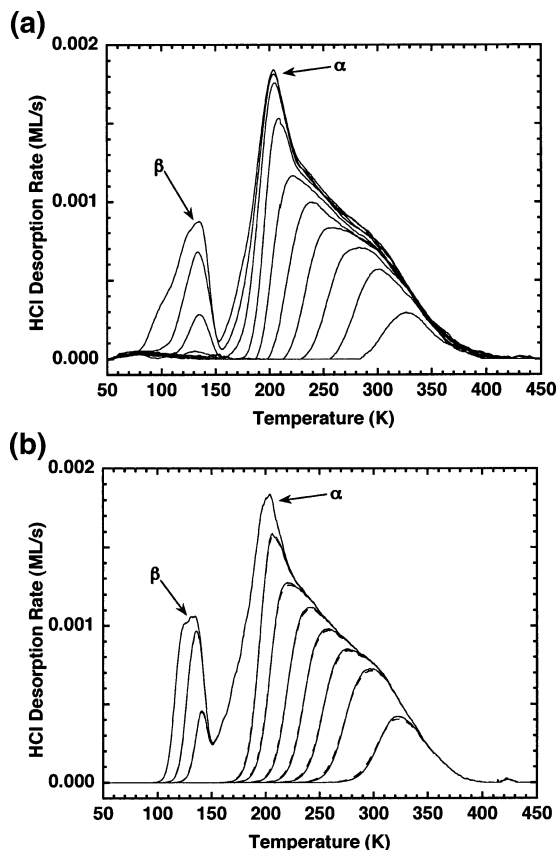 (a)
0.002
α
β
0.001
HCl Desorption Rate (ML/s)
0.000
50 100 150 200 250 300 350 400 450
Temperature (K)
(b)
0.002
α
β
0.001
HCl Desorption Rate (ML/s)
0.000
50 100 150 200 250 300 350 400 450
Temperature (K)